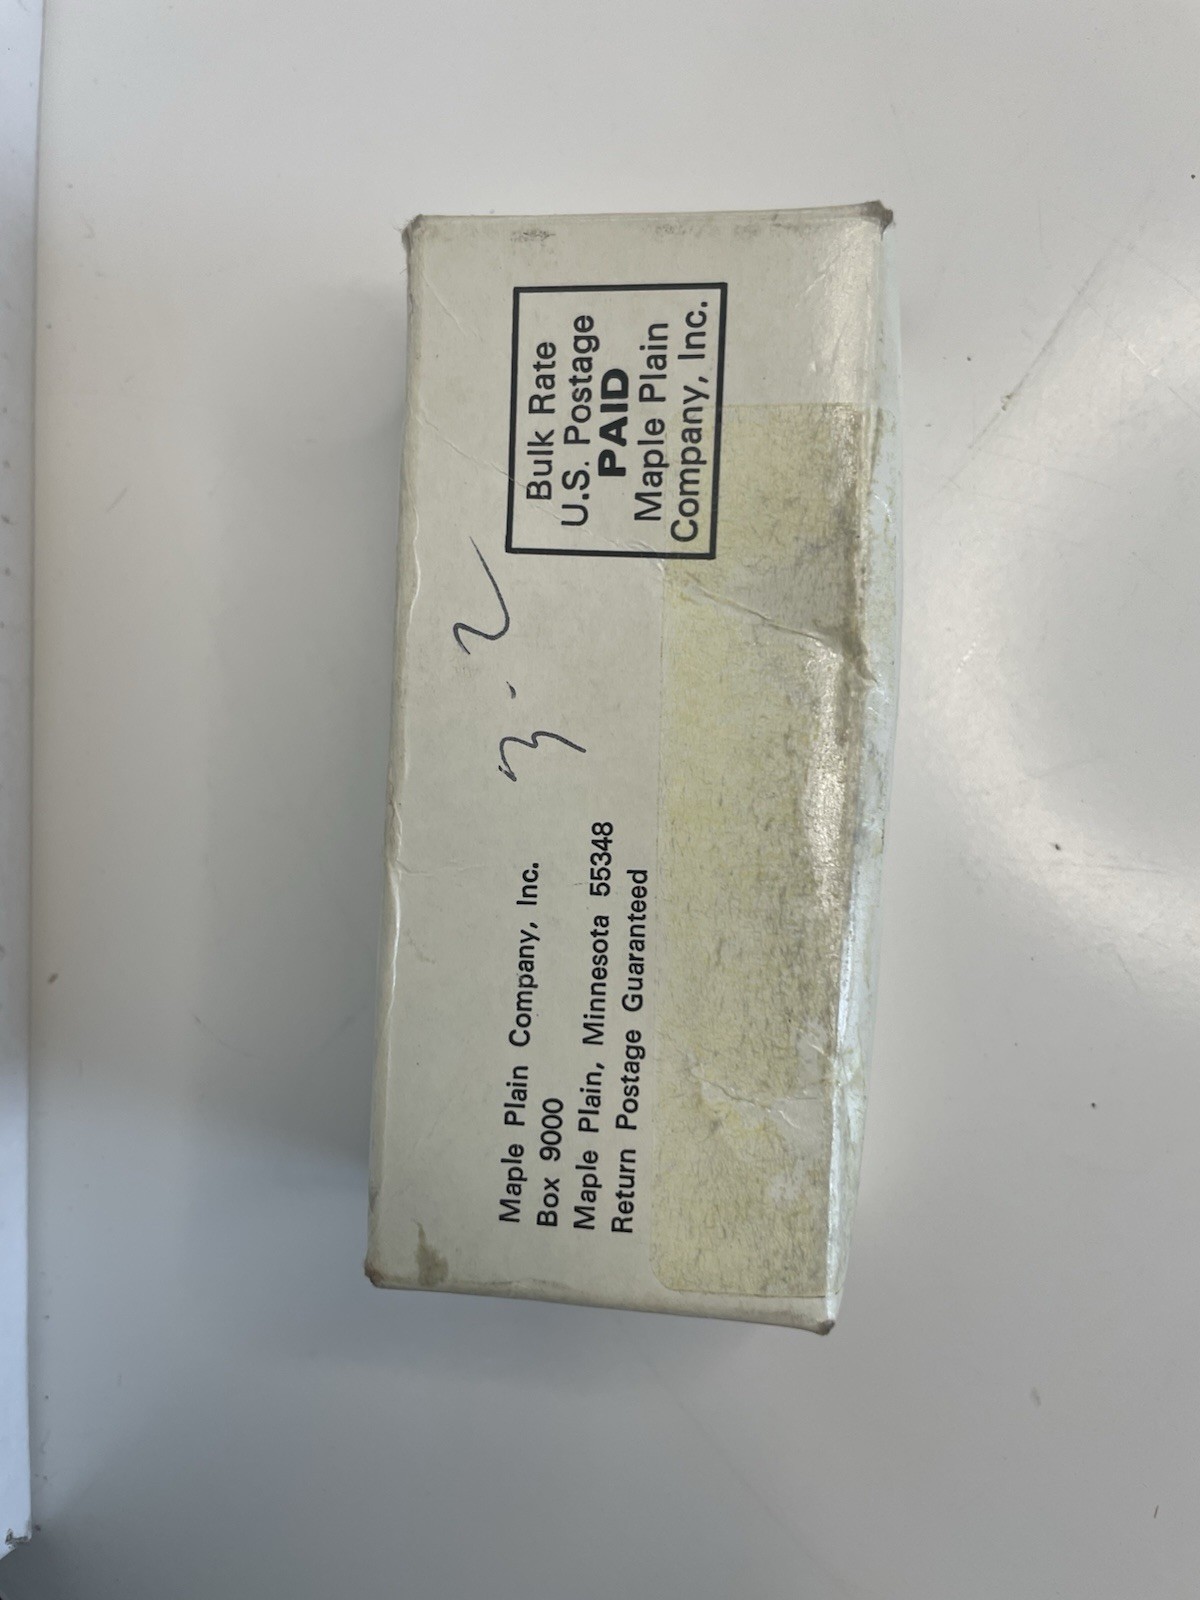 Maple Plain Company, Inc.
Box 9000
Maple Plain, Minnesota 55348
Return Postage Guaranteed
3-2
Bulk Rate
U.S. Postage
PAID
Maple Plain
Company, Inc.